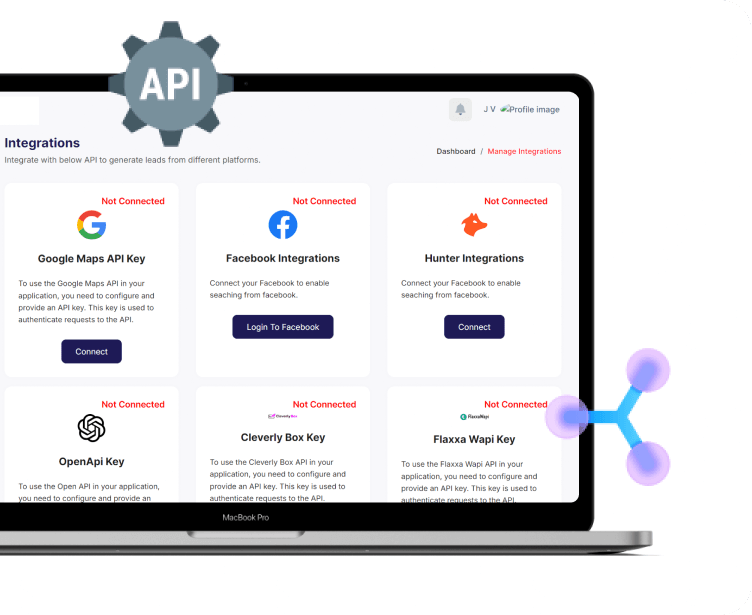 API
J V Profile image
Integrations
Integrate with below API to generate leads from different platforms.
Dashboard / Manage Integrations
Not Connected
Google Maps API Key
To use the Google Maps API in your
application, you need to configure and
provide an API key. This key is used to
authenticate requests to the API.
Connect
Not Connected
Facebook Integrations
Connect your Facebook to enable
seaching from facebook.
Login To Facebook
Not Connected
Hunter Integrations
Connect your Facebook to enable
seaching from facebook.
Connect
Not Connected
OpenApi Key
To use the Open API in your application,
you need to configure and provide an
Not Connected
Cleverly Box
Cleverly Box Key
To use the Cleverly Box API in your
application, you need to configure and
provide an API key. This key is used to
authenticate requests to the API.
Not Connected
FlaxxaWapi
Flaxxa Wapi Key
To use the Flaxxa Wapi API in your
application, you need to configure and
provide an API key. This key is used to
authenticate requests to the API.
MacBook Pro